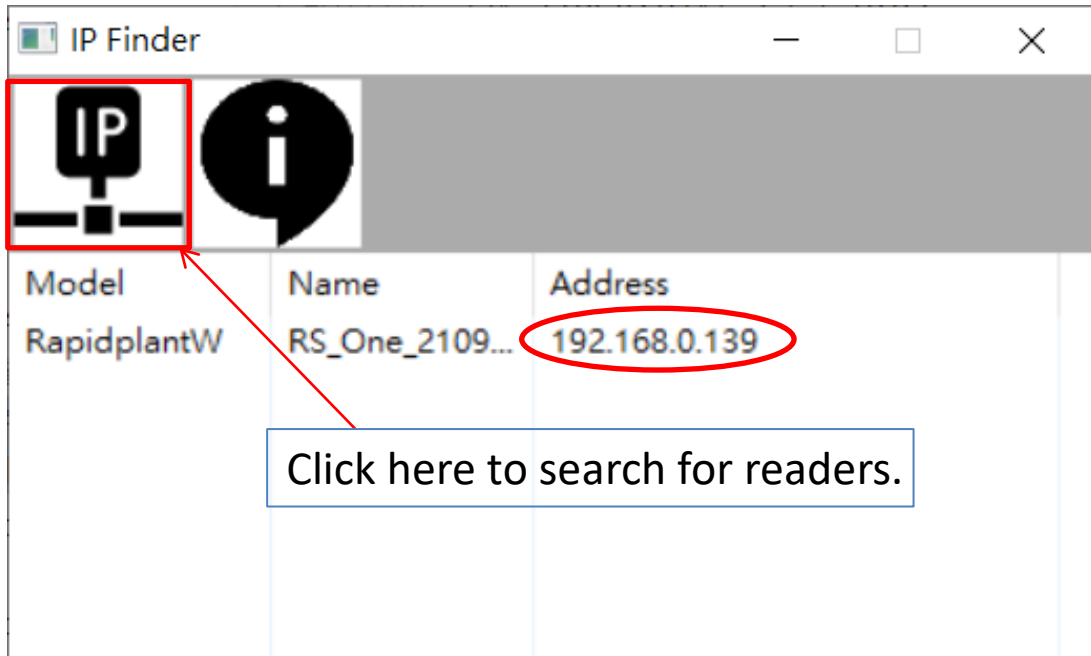 IP Finder
IP
i
Model Name Address
RapidplantW RS_One_2109... 192.168.0.139
Click here to search for readers.